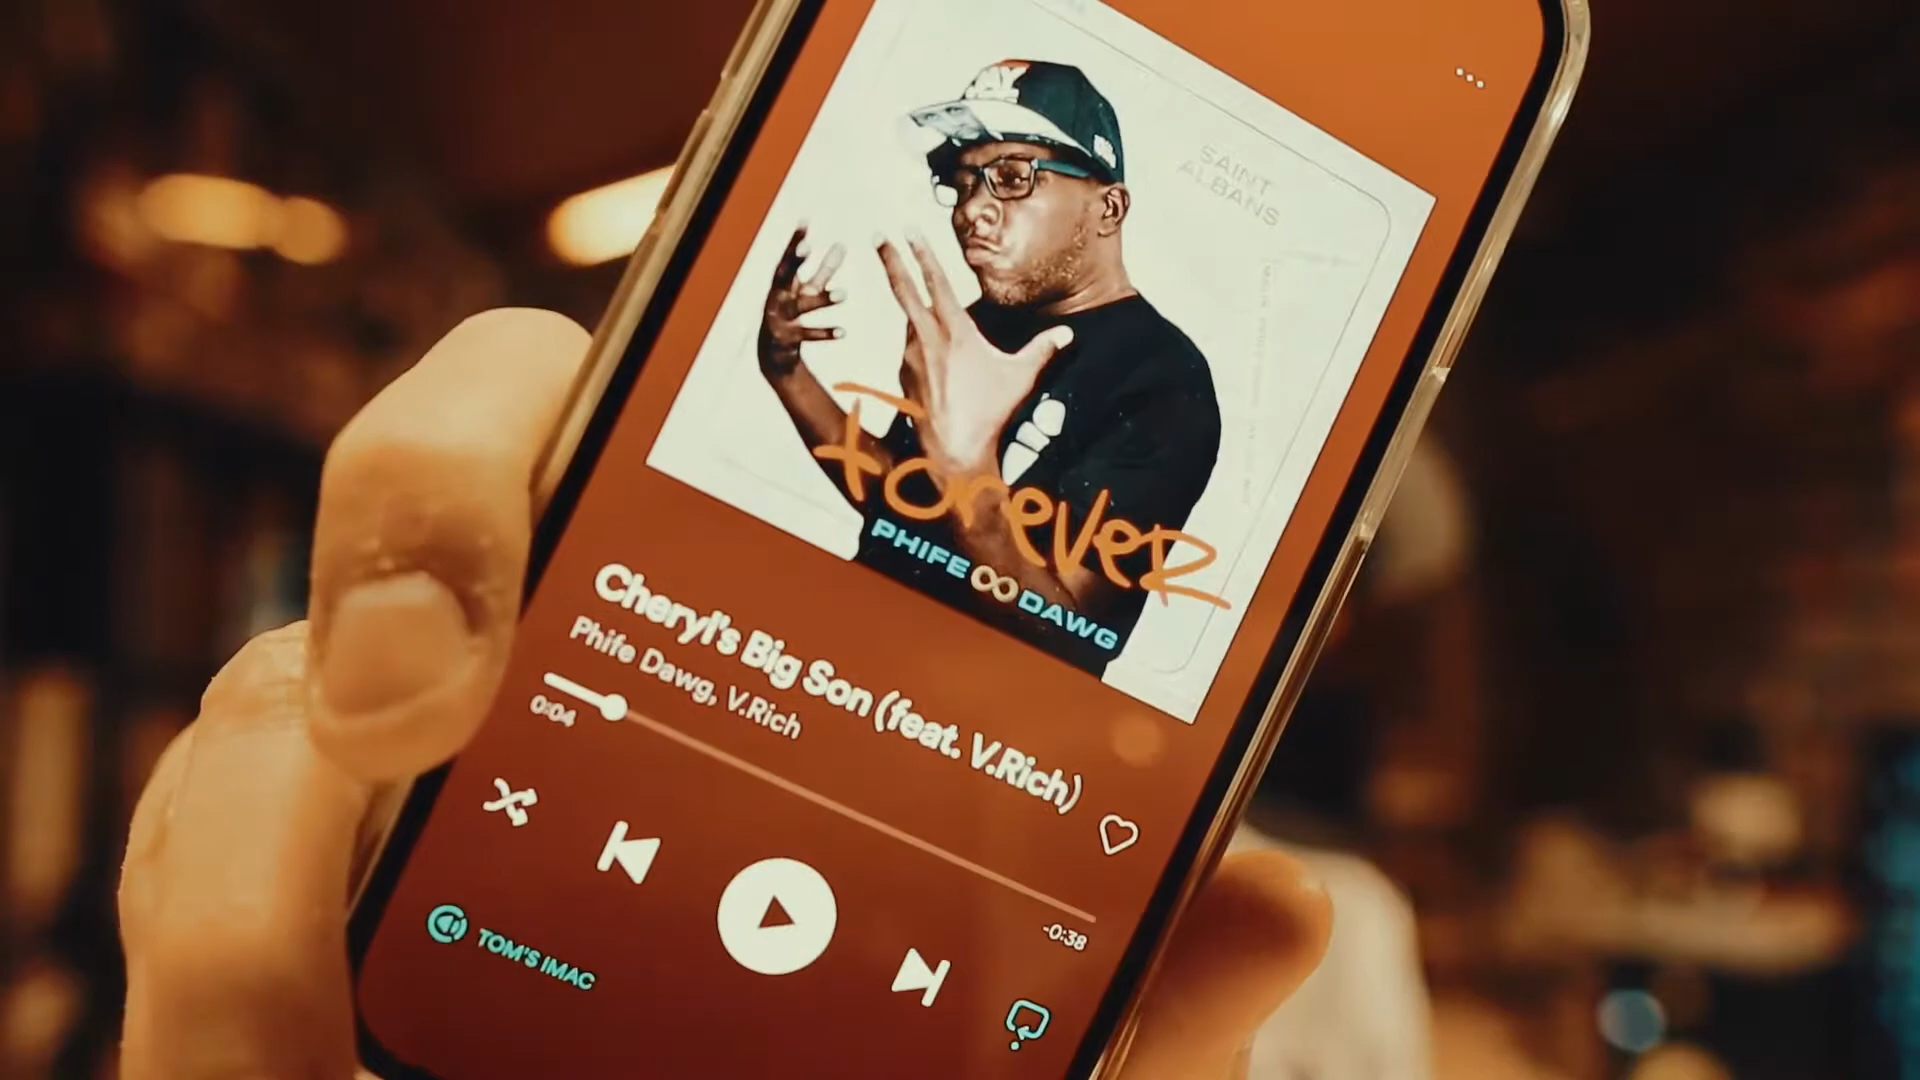 NY
SAINT
ALBANS
Forever
PHIFE DAWG
Cheryl's Big Son (feat. V.Rich)
Phife Dawg, V.Rich
0:04
-0:38
TOM'S IMAC